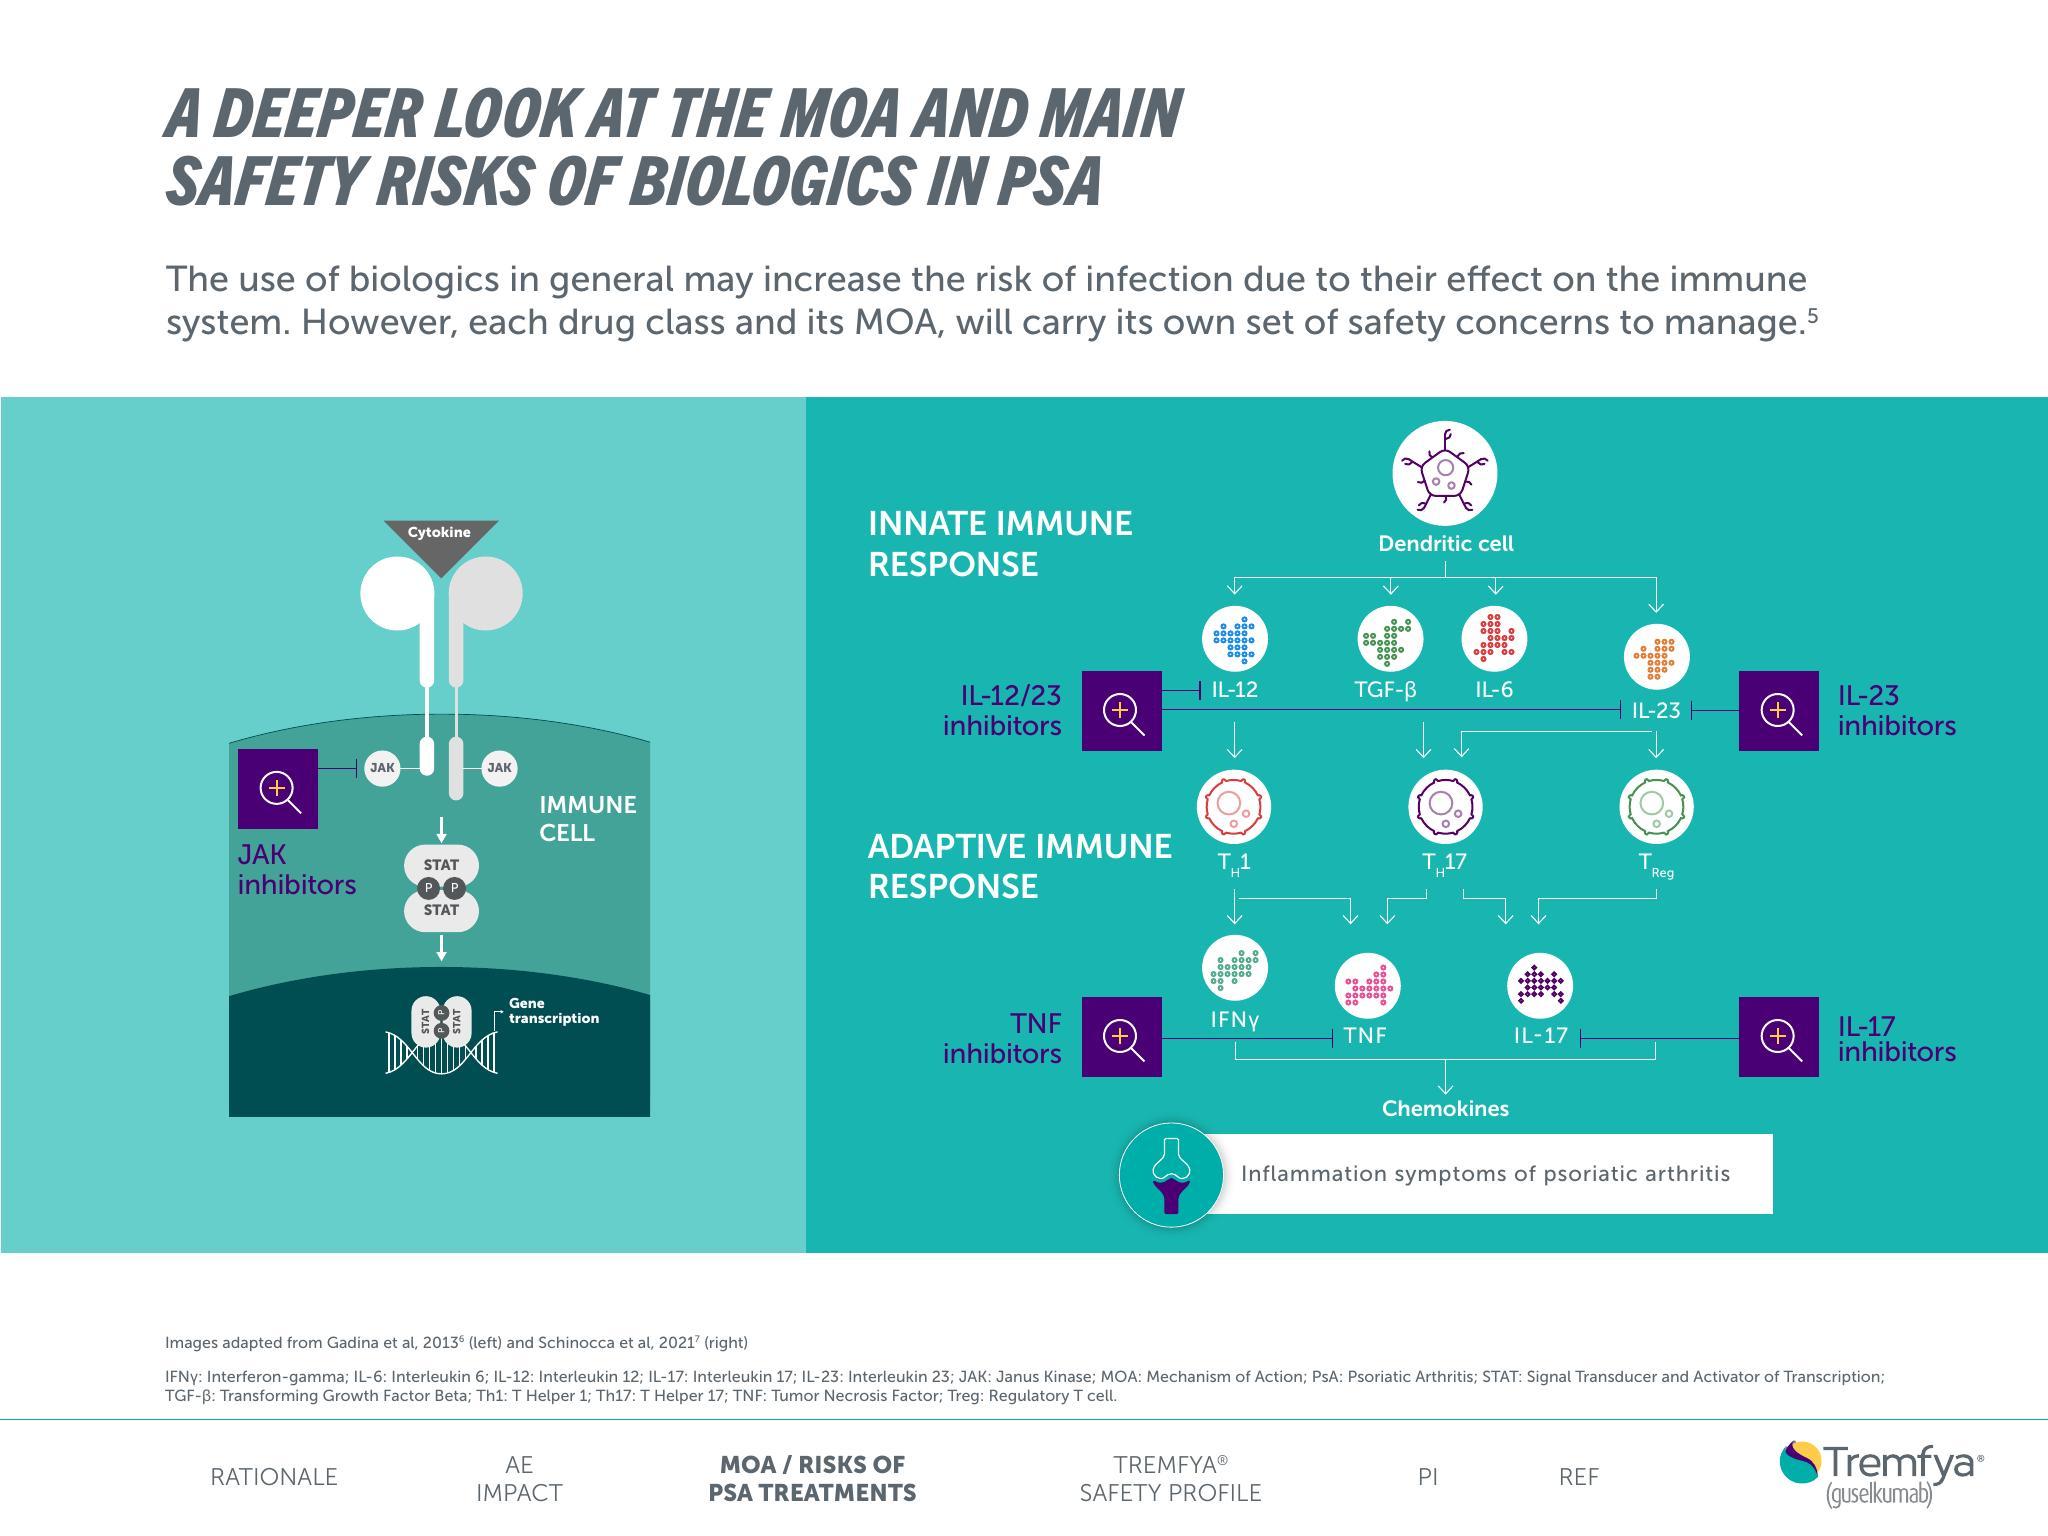 A DEEPER LOOK AT THE MOA AND MAIN
SAFETY RISKS OF BIOLOGICS IN PSA
The use of biologics in general may increase the risk of infection due to their effect on the immune
system. However, each drug class and its MOA, will carry its own set of safety concerns to manage.5
Cytokine
JAK
JAK
JAK
inhibitors
IMMUNE
CELL
STAT
P P
STAT
STAT
P
P
STAT
Gene
transcription
INNATE IMMUNE
RESPONSE
Dendritic cell
IL-12/23
inhibitors
IL-12
TGF-β
IL-6
IL-23
IL-23
inhibitors
ADAPTIVE IMMUNE
RESPONSE
TH1
TH17
TReg
TNF
inhibitors
IFNγ
TNF
IL-17
IL-17
inhibitors
Chemokines
Inflammation symptoms of psoriatic arthritis
Images adapted from Gadina et al, 20136 (left) and Schinocca et al, 20217 (right)
IFNγ: Interferon-gamma; IL-6: Interleukin 6; IL-12: Interleukin 12; IL-17: Interleukin 17; IL-23: Interleukin 23; JAK: Janus Kinase; MOA: Mechanism of Action; PsA: Psoriatic Arthritis; STAT: Signal Transducer and Activator of Transcription;
TGF-β: Transforming Growth Factor Beta; Th1: T Helper 1; Th17: T Helper 17; TNF: Tumor Necrosis Factor; Treg: Regulatory T cell.
RATIONALE
AE
IMPACT
MOA / RISKS OF
PSA TREATMENTS
TREMFYA®
SAFETY PROFILE
PI
REF
Tremfya®
(guselkumab)